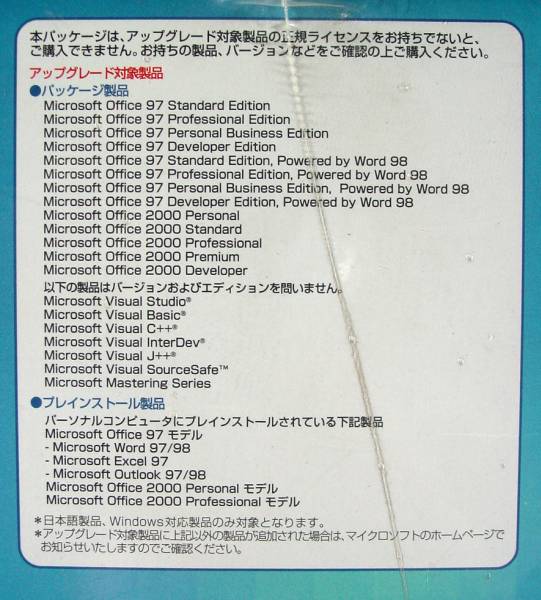 本パッケージは、アップグレード対象製品の正規ライセンスをお持ちでないと、
ご購入できません。お持ちの製品、バージョンなどをご確認の上ご購入ください。
アップグレード対象製品
●パッケージ製品
Microsoft Office 97 Standard Edition
Microsoft Office 97 Professional Edition
Microsoft Office 97 Personal Business Edition
Microsoft Office 97 Developer Edition
Microsoft Office 97 Standard Edition, Powered by Word 98
Microsoft Office 97 Professional Edition, Powered by Word 98
Microsoft Office 97 Personal Business Edition, Powered by Word 98
Microsoft Office 97 Developer Edition, Powered by Word 98
Microsoft Office 2000 Personal
Microsoft Office 2000 Standard
Microsoft Office 2000 Professional
Microsoft Office 2000 Premium
Microsoft Office 2000 Developer
以下の製品はバージョンおよびエディションを問いません。
Microsoft Visual Studio®
Microsoft Visual Basic®
Microsoft Visual C++®
Microsoft Visual InterDev®
Microsoft Visual J++®
Microsoft Visual SourceSafe™
Microsoft Mastering Series
●プレインストール製品
パーソナルコンピュータにプレインストールされている下記製品
Microsoft Office 97 モデル
- Microsoft Word 97/98
- Microsoft Excel 97
- Microsoft Outlook 97/98
Microsoft Office 2000 Personal モデル
Microsoft Office 2000 Professional モデル
＊日本語製品、Windows対応製品のみ対象となります。
＊アップグレード対象製品に上記以外の製品が追加された場合は、マイクロソフトのホームページで
お知らせいたしますのでご確認ください。